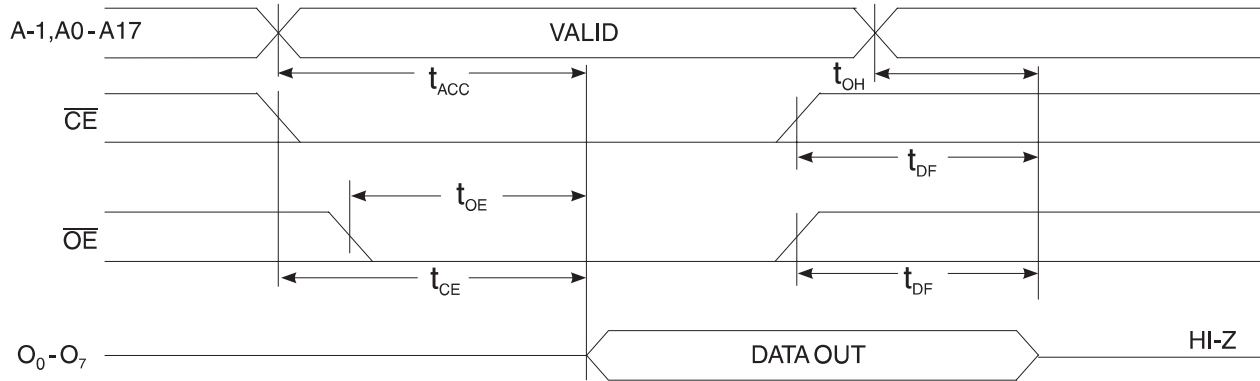 A-1,A0-A17
VALID
tACC
tOH
CE
tDF
tOE
OE
tCE
tDF
O0-O7
DATA OUT
HI-Z